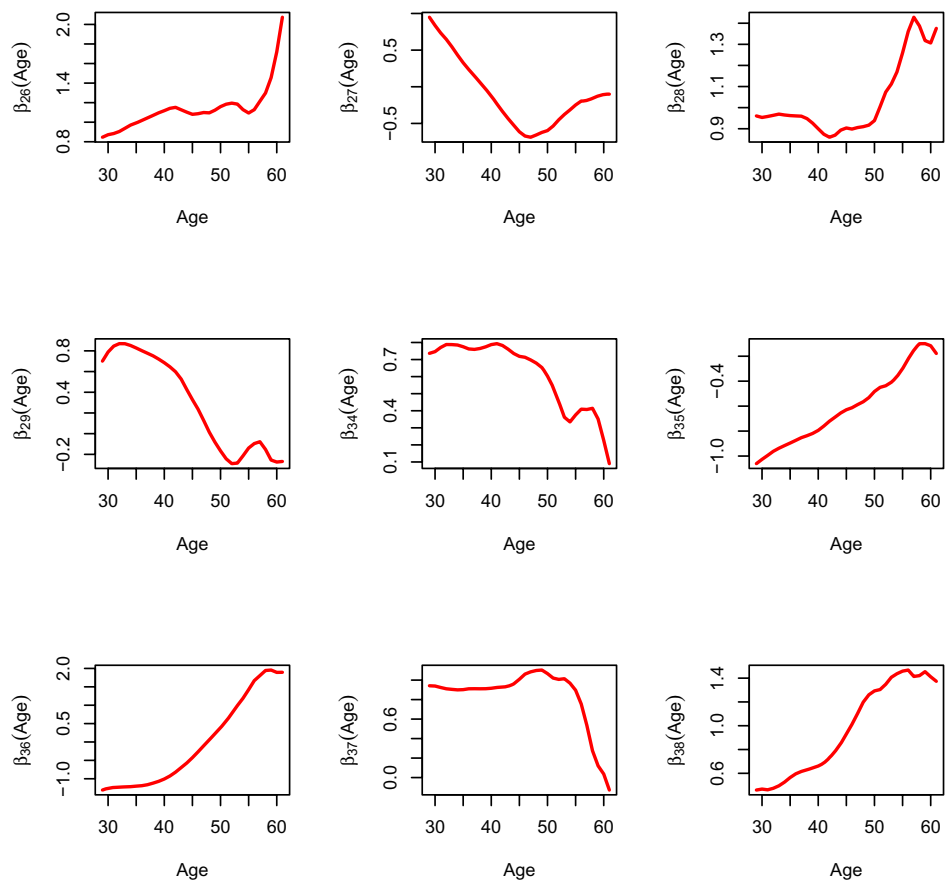 β26(Age)
0.8 1.4 2.0
30 40 50 60
Age
β27(Age)
−0.5 0.5
30 40 50 60
Age
β28(Age)
0.9 1.1 1.3
30 40 50 60
Age
β29(Age)
−0.2 0.4 0.8
30 40 50 60
Age
β34(Age)
0.1 0.4 0.7
30 40 50 60
Age
β35(Age)
−1.0 −0.4
30 40 50 60
Age
β36(Age)
−1.0 0.5 2.0
30 40 50 60
Age
β37(Age)
0.0 0.6
30 40 50 60
Age
β38(Age)
0.6 1.0 1.4
30 40 50 60
Age